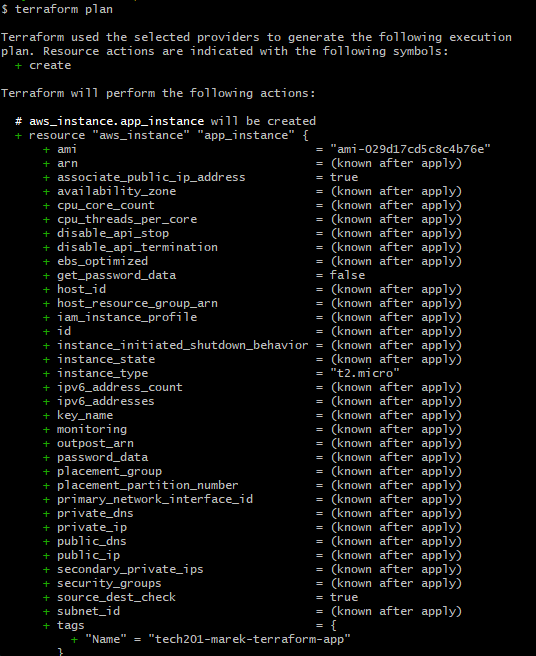 $ terraform plan
Terraform used the selected providers to generate the following execution
plan. Resource actions are indicated with the following symbols:
+ create
Terraform will perform the following actions:
# aws_instance.app_instance will be created
+ resource "aws_instance" "app_instance" {
+ ami = "ami-029d17cd5c8c4b76e"
+ arn = (known after apply)
+ associate_public_ip_address = true
+ availability_zone = (known after apply)
+ cpu_core_count = (known after apply)
+ cpu_threads_per_core = (known after apply)
+ disable_api_stop = (known after apply)
+ disable_api_termination = (known after apply)
+ ebs_optimized = (known after apply)
+ get_password_data = false
+ host_id = (known after apply)
+ host_resource_group_arn = (known after apply)
+ iam_instance_profile = (known after apply)
+ id = (known after apply)
+ instance_initiated_shutdown_behavior = (known after apply)
+ instance_state = (known after apply)
+ instance_type = "t2.micro"
+ ipv6_address_count = (known after apply)
+ ipv6_addresses = (known after apply)
+ key_name = (known after apply)
+ monitoring = (known after apply)
+ outpost_arn = (known after apply)
+ password_data = (known after apply)
+ placement_group = (known after apply)
+ placement_partition_number = (known after apply)
+ primary_network_interface_id = (known after apply)
+ private_dns = (known after apply)
+ private_ip = (known after apply)
+ public_dns = (known after apply)
+ public_ip = (known after apply)
+ secondary_private_ips = (known after apply)
+ security_groups = (known after apply)
+ source_dest_check = true
+ subnet_id = (known after apply)
+ tags = {
+ "Name" = "tech201-marek-terraform-app"
}